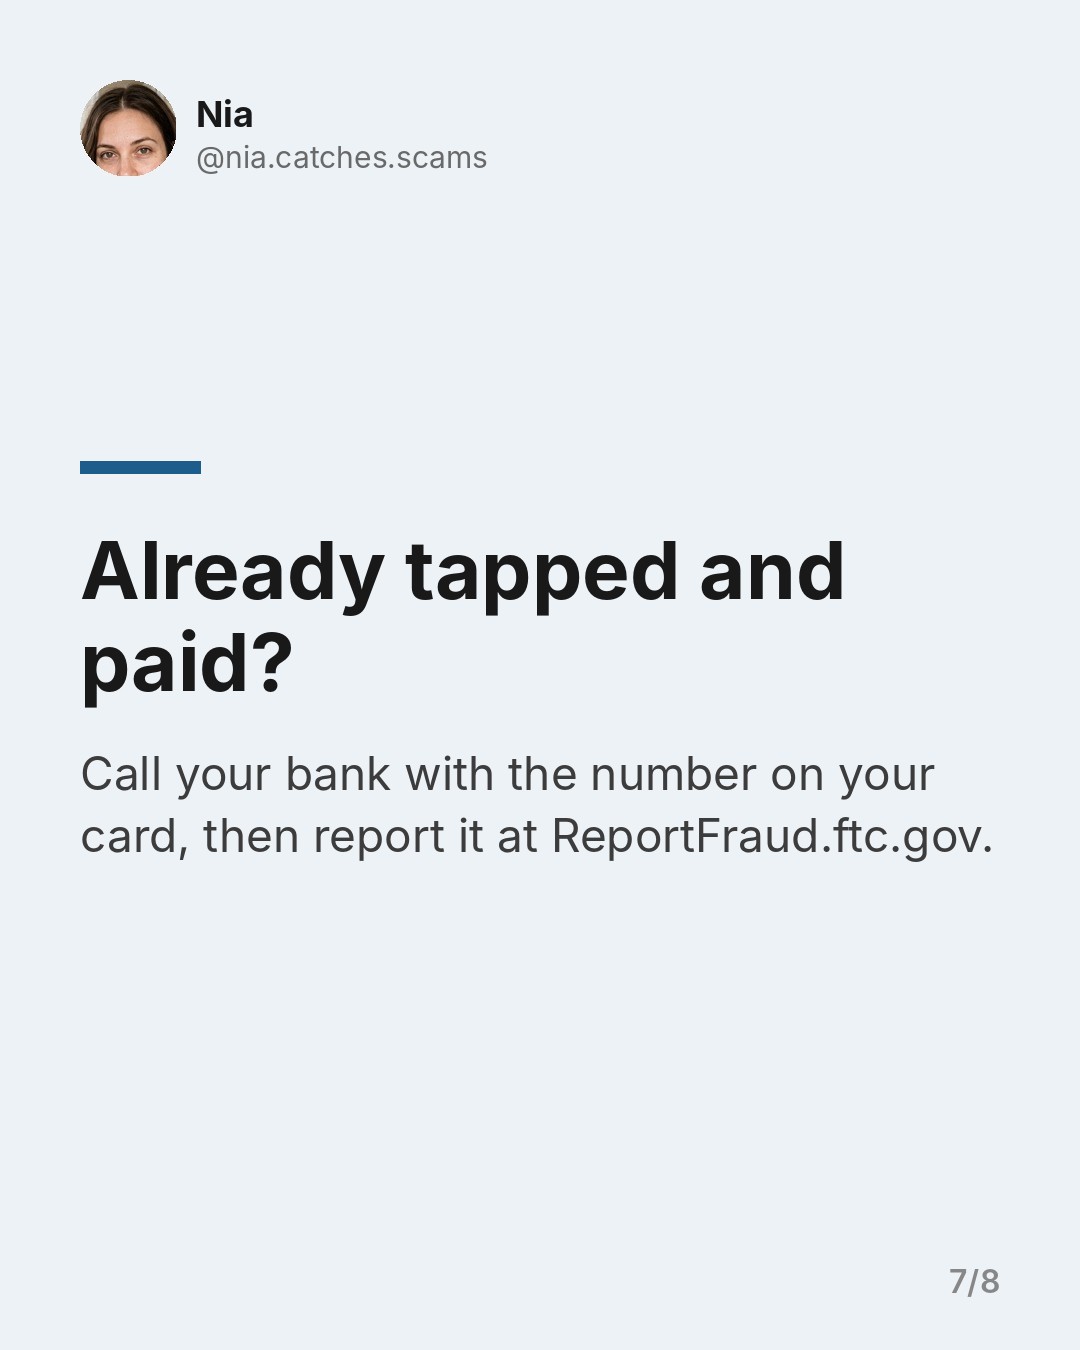 Nia
@nia.catches.scams
Already tapped and
paid?
Call your bank with the number on your
card, then report it at ReportFraud.ftc.gov.
7/8